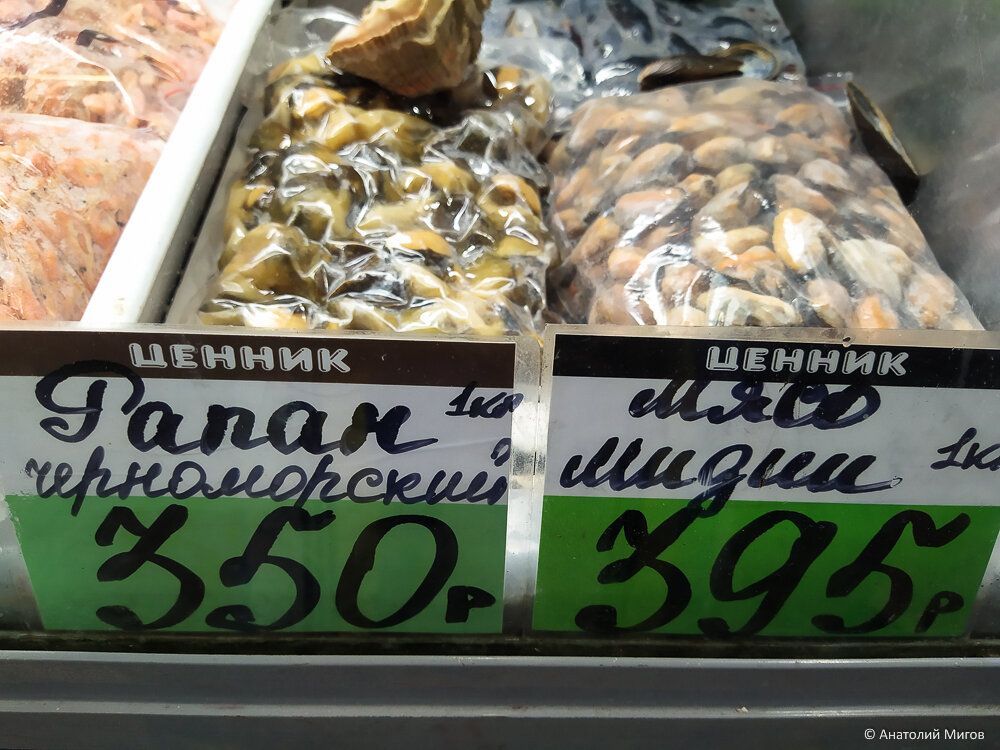 ЦЕННИК
Рапан 1кг
черноморский
350р
ЦЕННИК
Мясо
мидии 1кг
395р
© Анатолий Мигов